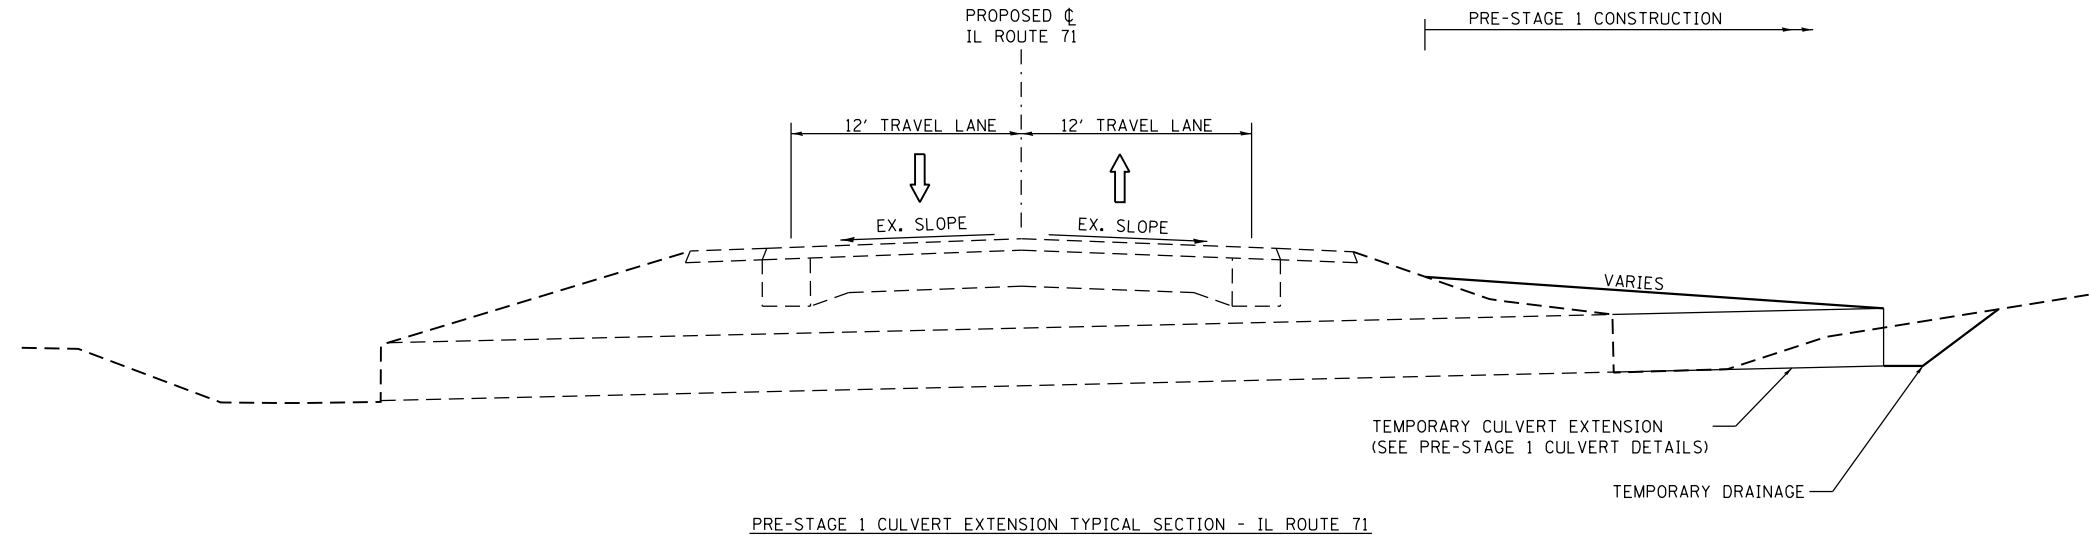 PROPOSED ℄
IL ROUTE 71
PRE-STAGE 1 CONSTRUCTION
12' TRAVEL LANE
12' TRAVEL LANE
EX. SLOPE
EX. SLOPE
VARIES
TEMPORARY CULVERT EXTENSION
(SEE PRE-STAGE 1 CULVERT DETAILS)
TEMPORARY DRAINAGE
PRE-STAGE 1 CULVERT EXTENSION TYPICAL SECTION - IL ROUTE 71